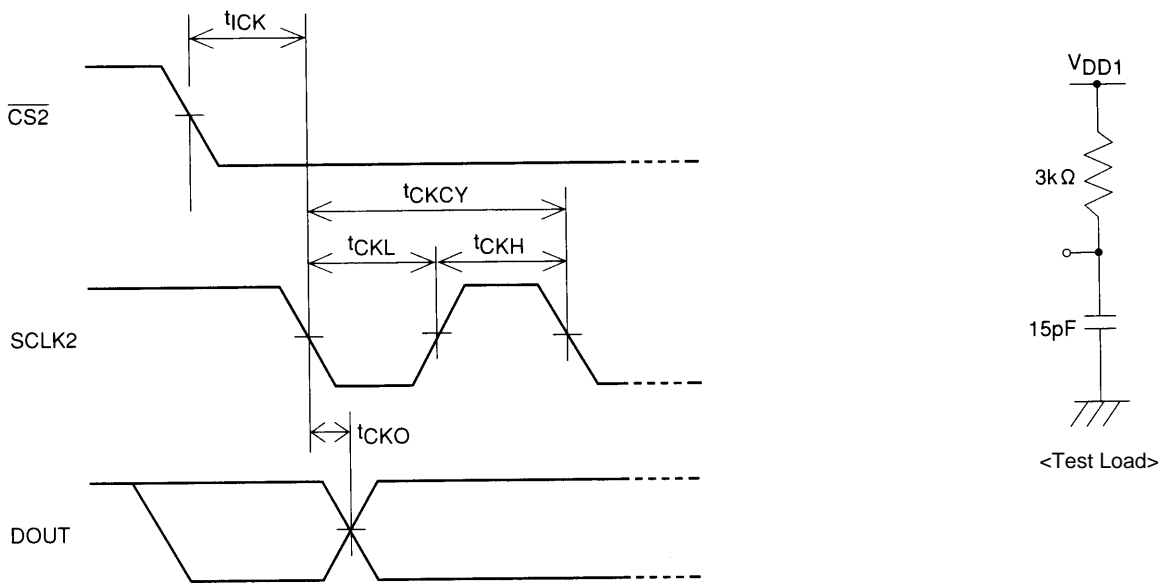 tICK
VDD1
CS2
3kΩ
tCKCY
tCKL
tCKH
15pF
SCLK2
tCKO
<Test Load>
DOUT